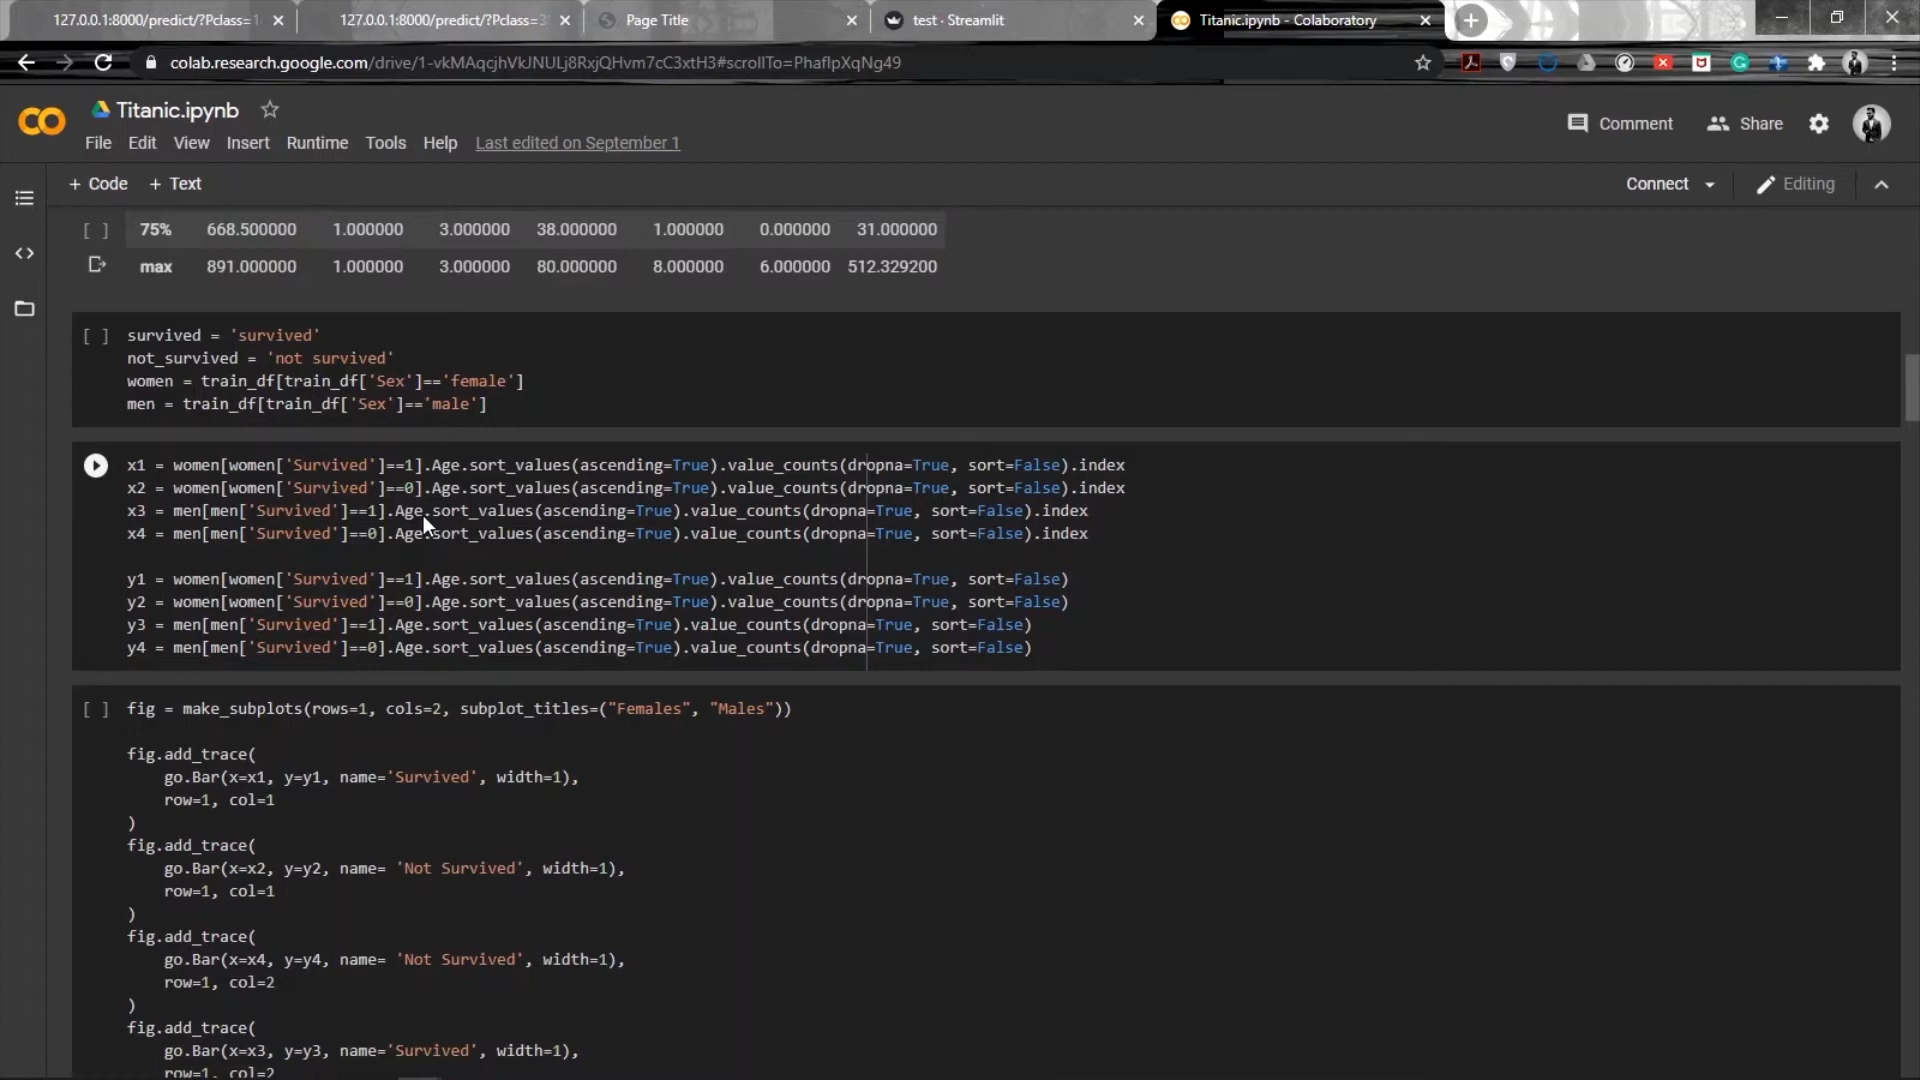 127.0.0.1:8000/predict/?Pclass=1
127.0.0.1:8000/predict/?Pclass=3
Page Title
test · Streamlit
Titanic.ipynb - Colaboratory
colab.research.google.com/drive/1-vkMAqcjhVkJNULj8RxjQHvm7cC3xtH3#scrollTo=PhafIpXqNg49
Titanic.ipynb
File Edit View Insert Runtime Tools Help Last edited on September 1
Comment Share
+ Code + Text
Connect Editing
[ ] 75% 668.500000 1.000000 3.000000 38.000000 1.000000 0.000000 31.000000
max 891.000000 1.000000 3.000000 80.000000 8.000000 6.000000 512.329200
[ ] survived = 'survived'
not_survived = 'not survived'
women = train_df[train_df['Sex']=='female']
men = train_df[train_df['Sex']=='male']
x1 = women[women['Survived']==1].Age.sort_values(ascending=True).value_counts(dropna=True, sort=False).index
x2 = women[women['Survived']==0].Age.sort_values(ascending=True).value_counts(dropna=True, sort=False).index
x3 = men[men['Survived']==1].Age.sort_values(ascending=True).value_counts(dropna=True, sort=False).index
x4 = men[men['Survived']==0].Age.sort_values(ascending=True).value_counts(dropna=True, sort=False).index
y1 = women[women['Survived']==1].Age.sort_values(ascending=True).value_counts(dropna=True, sort=False)
y2 = women[women['Survived']==0].Age.sort_values(ascending=True).value_counts(dropna=True, sort=False)
y3 = men[men['Survived']==1].Age.sort_values(ascending=True).value_counts(dropna=True, sort=False)
y4 = men[men['Survived']==0].Age.sort_values(ascending=True).value_counts(dropna=True, sort=False)
[ ] fig = make_subplots(rows=1, cols=2, subplot_titles=("Females", "Males"))
fig.add_trace(
go.Bar(x=x1, y=y1, name='Survived', width=1),
row=1, col=1
)
fig.add_trace(
go.Bar(x=x2, y=y2, name= 'Not Survived', width=1),
row=1, col=1
)
fig.add_trace(
go.Bar(x=x4, y=y4, name= 'Not Survived', width=1),
row=1, col=2
)
fig.add_trace(
go.Bar(x=x3, y=y3, name='Survived', width=1),
row=1, col=2